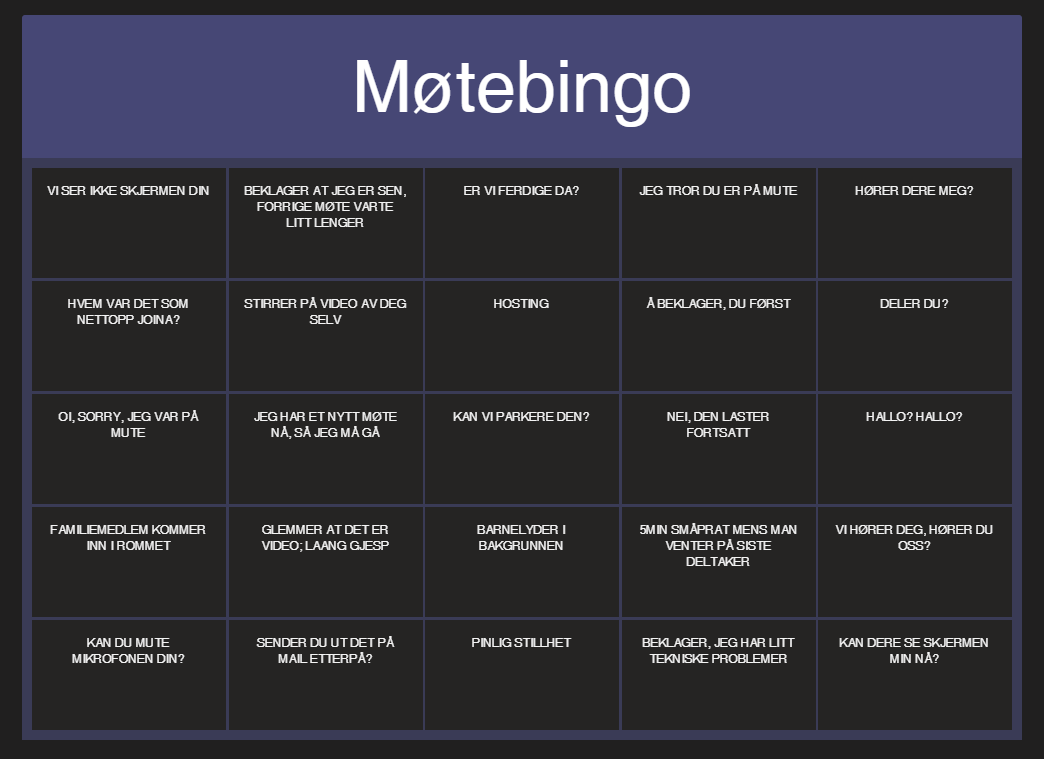 Møtebingo
VI SER IKKE SKJERMEN DIN
BEKLAGER AT JEG ER SEN,
FORRIGE MØTE VARTE
LITT LENGER
ER VI FERDIGE DA?
JEG TROR DU ER PÅ MUTE
HØRER DERE MEG?
HVEM VAR DET SOM
NETTOPP JOINA?
STIRRER PÅ VIDEO AV DEG
SELV
HOSTING
Å BEKLAGER, DU FØRST
DELER DU?
OI, SORRY, JEG VAR PÅ
MUTE
JEG HAR ET NYTT MØTE
NÅ, SÅ JEG MÅ GÅ
KAN VI PARKERE DEN?
NEI, DEN LASTER
FORTSATT
HALLO? HALLO?
FAMILIEMEDLEM KOMMER
INN I ROMMET
GLEMMER AT DET ER
VIDEO; LAANG GJESP
BARNELYDER I
BAKGRUNNEN
5MIN SMÅPRAT MENS MAN
VENTER PÅ SISTE
DELTAKER
VI HØRER DEG, HØRER DU
OSS?
KAN DU MUTE
MIKROFONEN DIN?
SENDER DU UT DET PÅ
MAIL ETTERPÅ?
PINLIG STILLHET
BEKLAGER, JEG HAR LITT
TEKNISKE PROBLEMER
KAN DERE SE SKJERMEN
MIN NÅ?